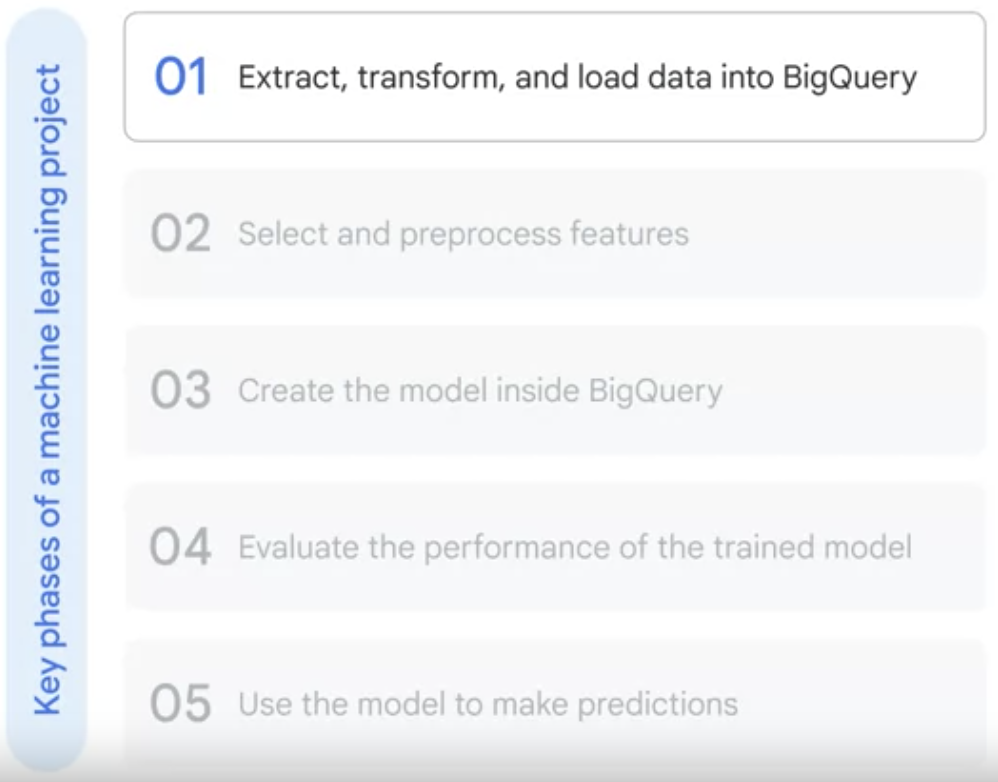 Key phases of a machine learning project
01 Extract, transform, and load data into BigQuery
02 Select and preprocess features
03 Create the model inside BigQuery
04 Evaluate the performance of the trained model
05 Use the model to make predictions